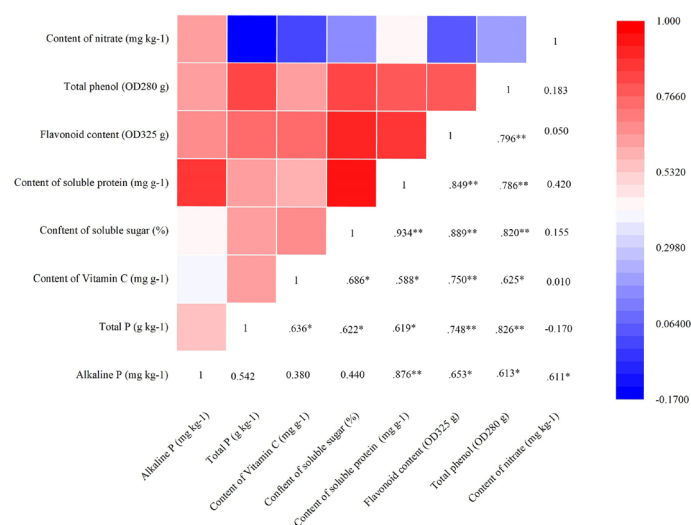 Content of nitrate (mg kg-1) 1
Total phenol (OD280 g) 1 0.183
Flavonoid content (OD325 g) 1 .796** 0.050
Content of soluble protein (mg g-1) 1 .849** .786** 0.420
Conftent of soluble sugar (%) 1 .934** .889** .820** 0.155
Content of Vitamin C (mg g-1) 1 .686* .588* .750** .625* 0.010
Total P (g kg-1) 1 .636* .622* .619* .748** .826** -0.170
Alkaline P (mg kg-1) 1 0.542 0.380 0.440 .876** .653* .613* .611*
Alkaline P (mg kg-1)
Total P (g kg-1)
Content of Vitamin C (mg g-1)
Conftent of soluble sugar (%)
Content of soluble protein (mg g-1)
Flavonoid content (OD325 g)
Total phenol (OD280 g)
Content of nitrate (mg kg-1)
1.000
0.7660
0.5320
0.2980
0.06400
-0.1700